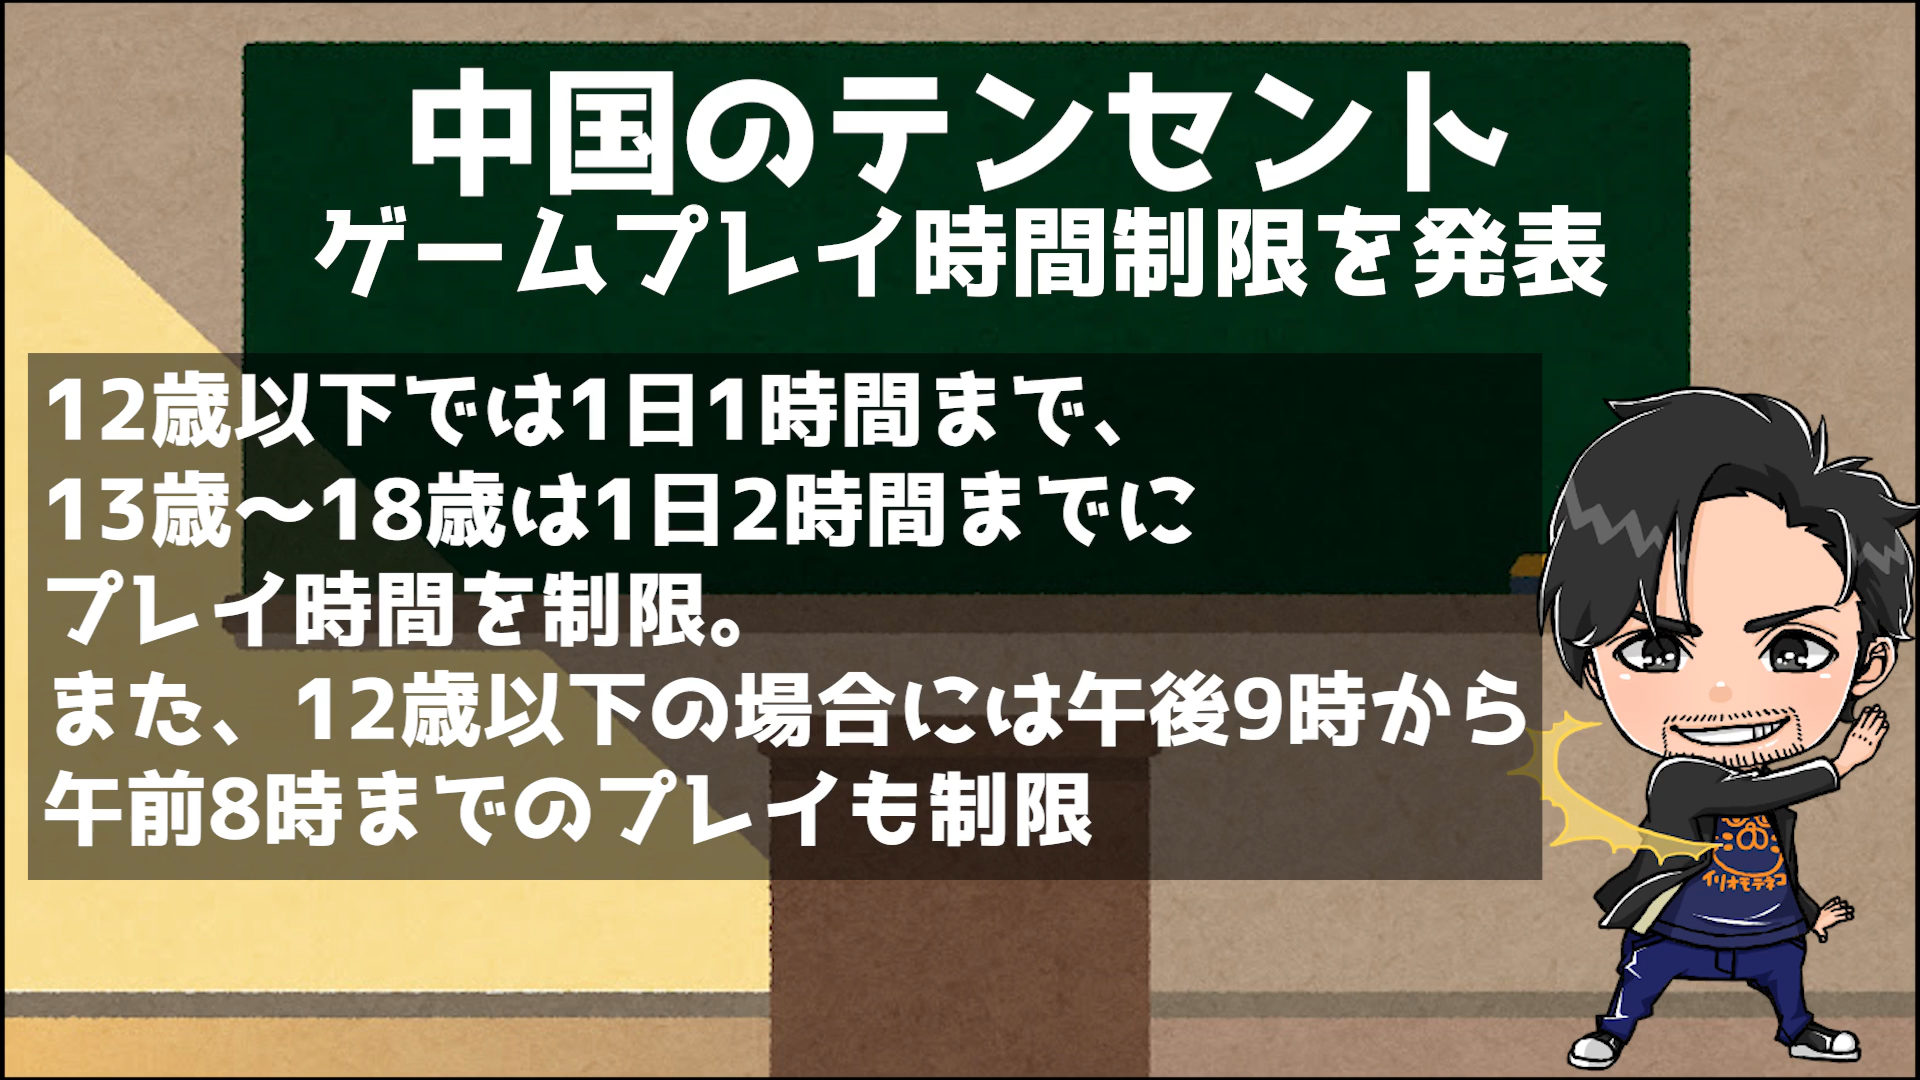 中国のテンセント
ゲームプレイ時間制限を発表
12歳以下では1日1時間まで、
13歳〜18歳は1日2時間までに
プレイ時間を制限。
また、12歳以下の場合には午後9時から
午前8時までのプレイも制限
イリオモテネコ